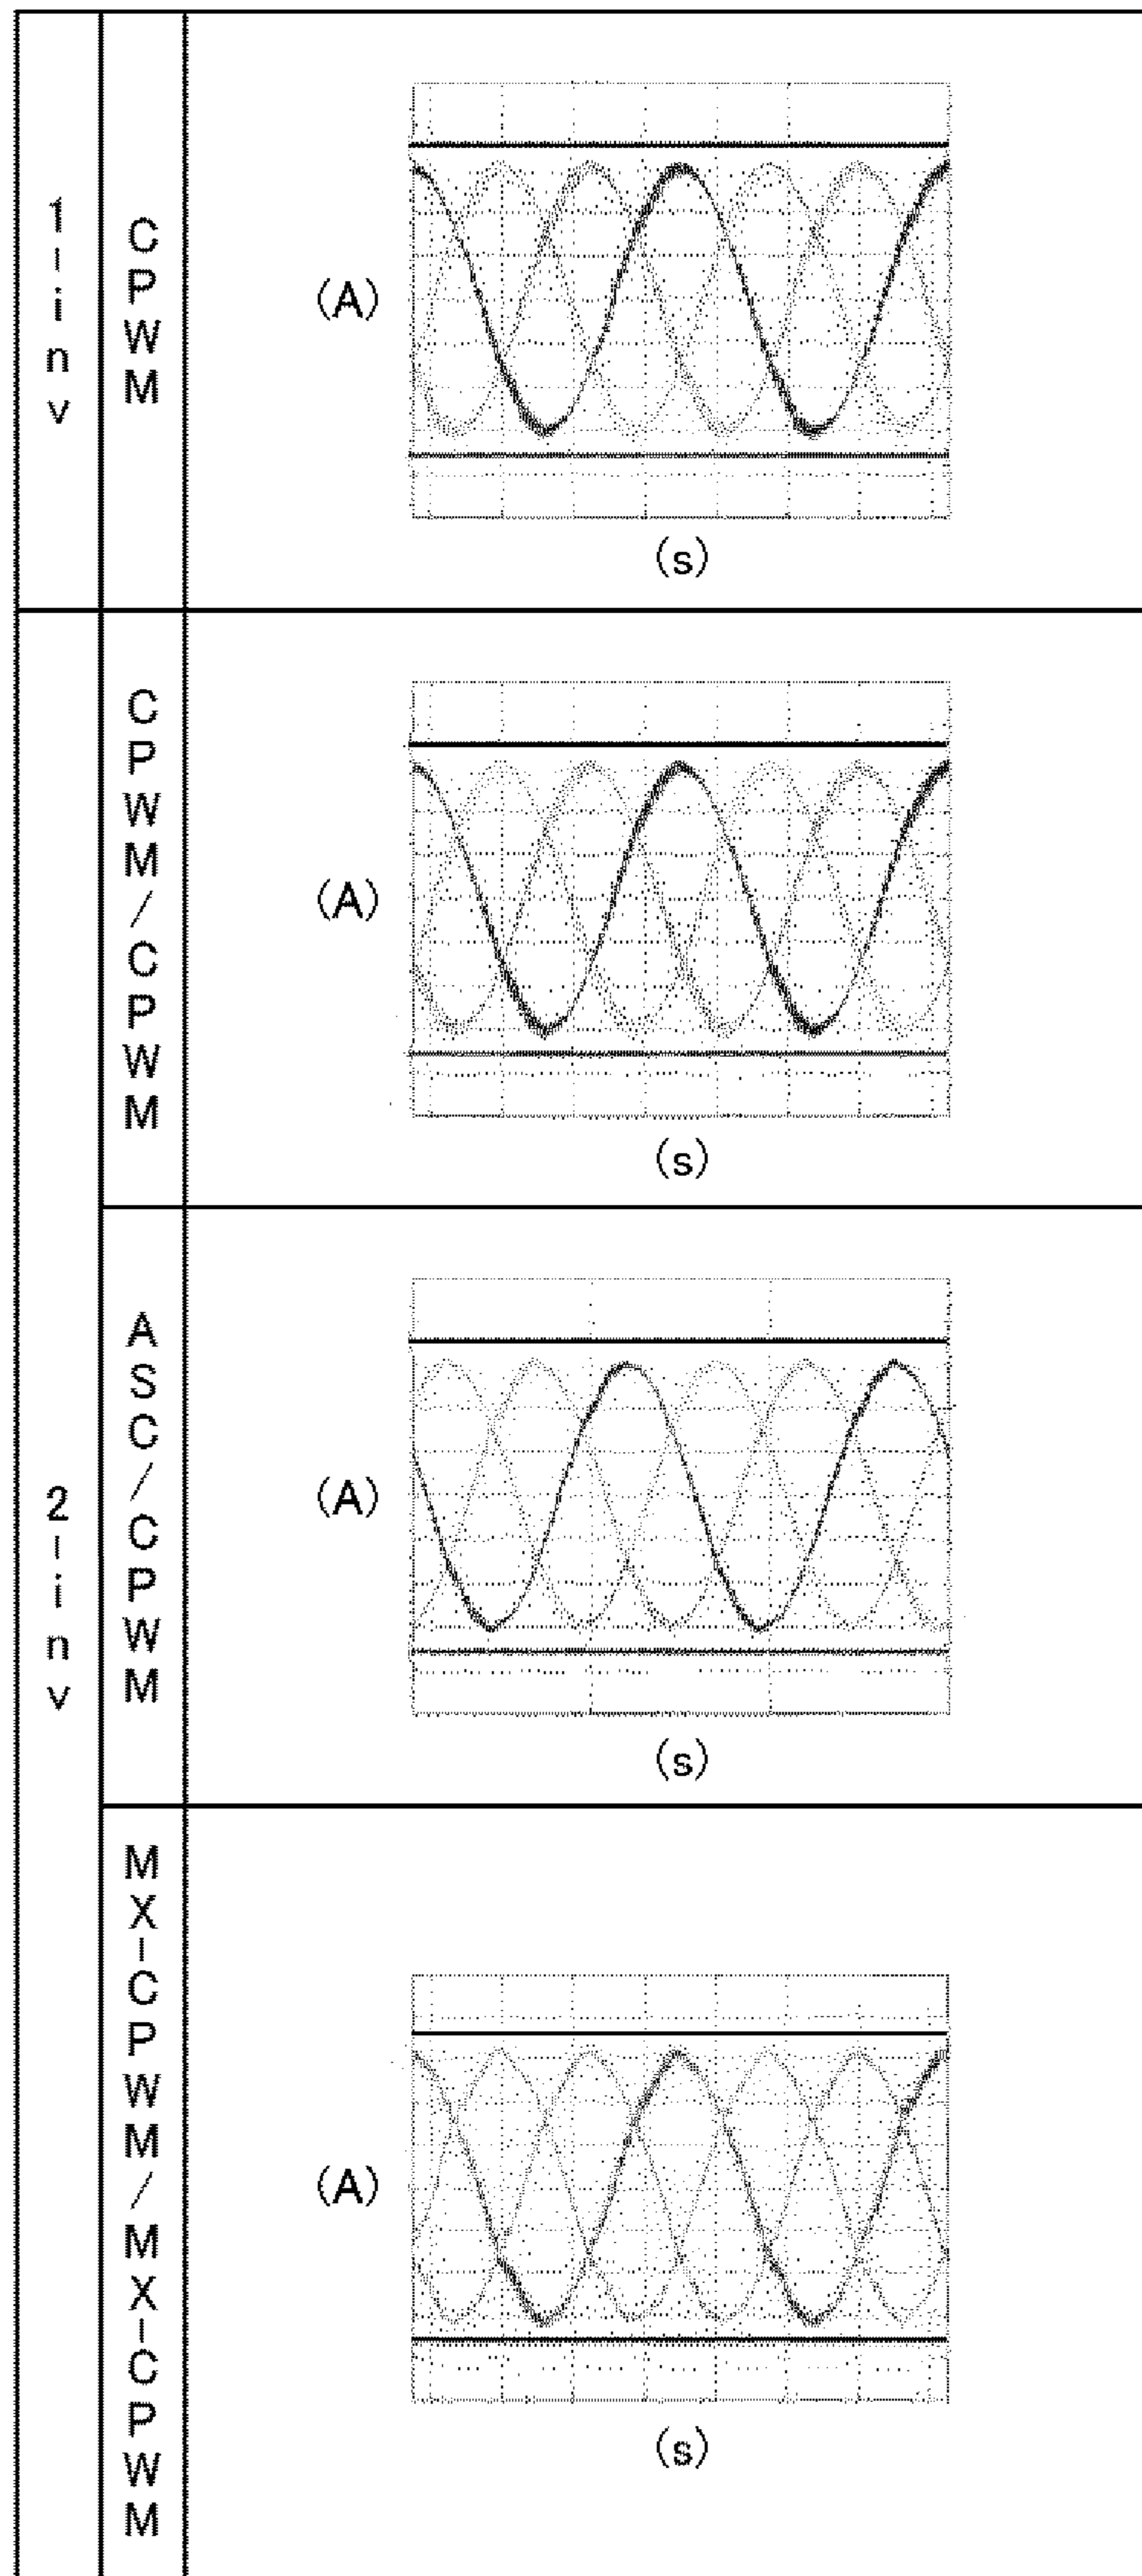 1-inv
CPWM
(A)
(s)
2-inv
CPWM/CPWM
(A)
(s)
ASC/CPWM
(A)
(s)
MX-CPWM/MX-CPWM
(A)
(s)